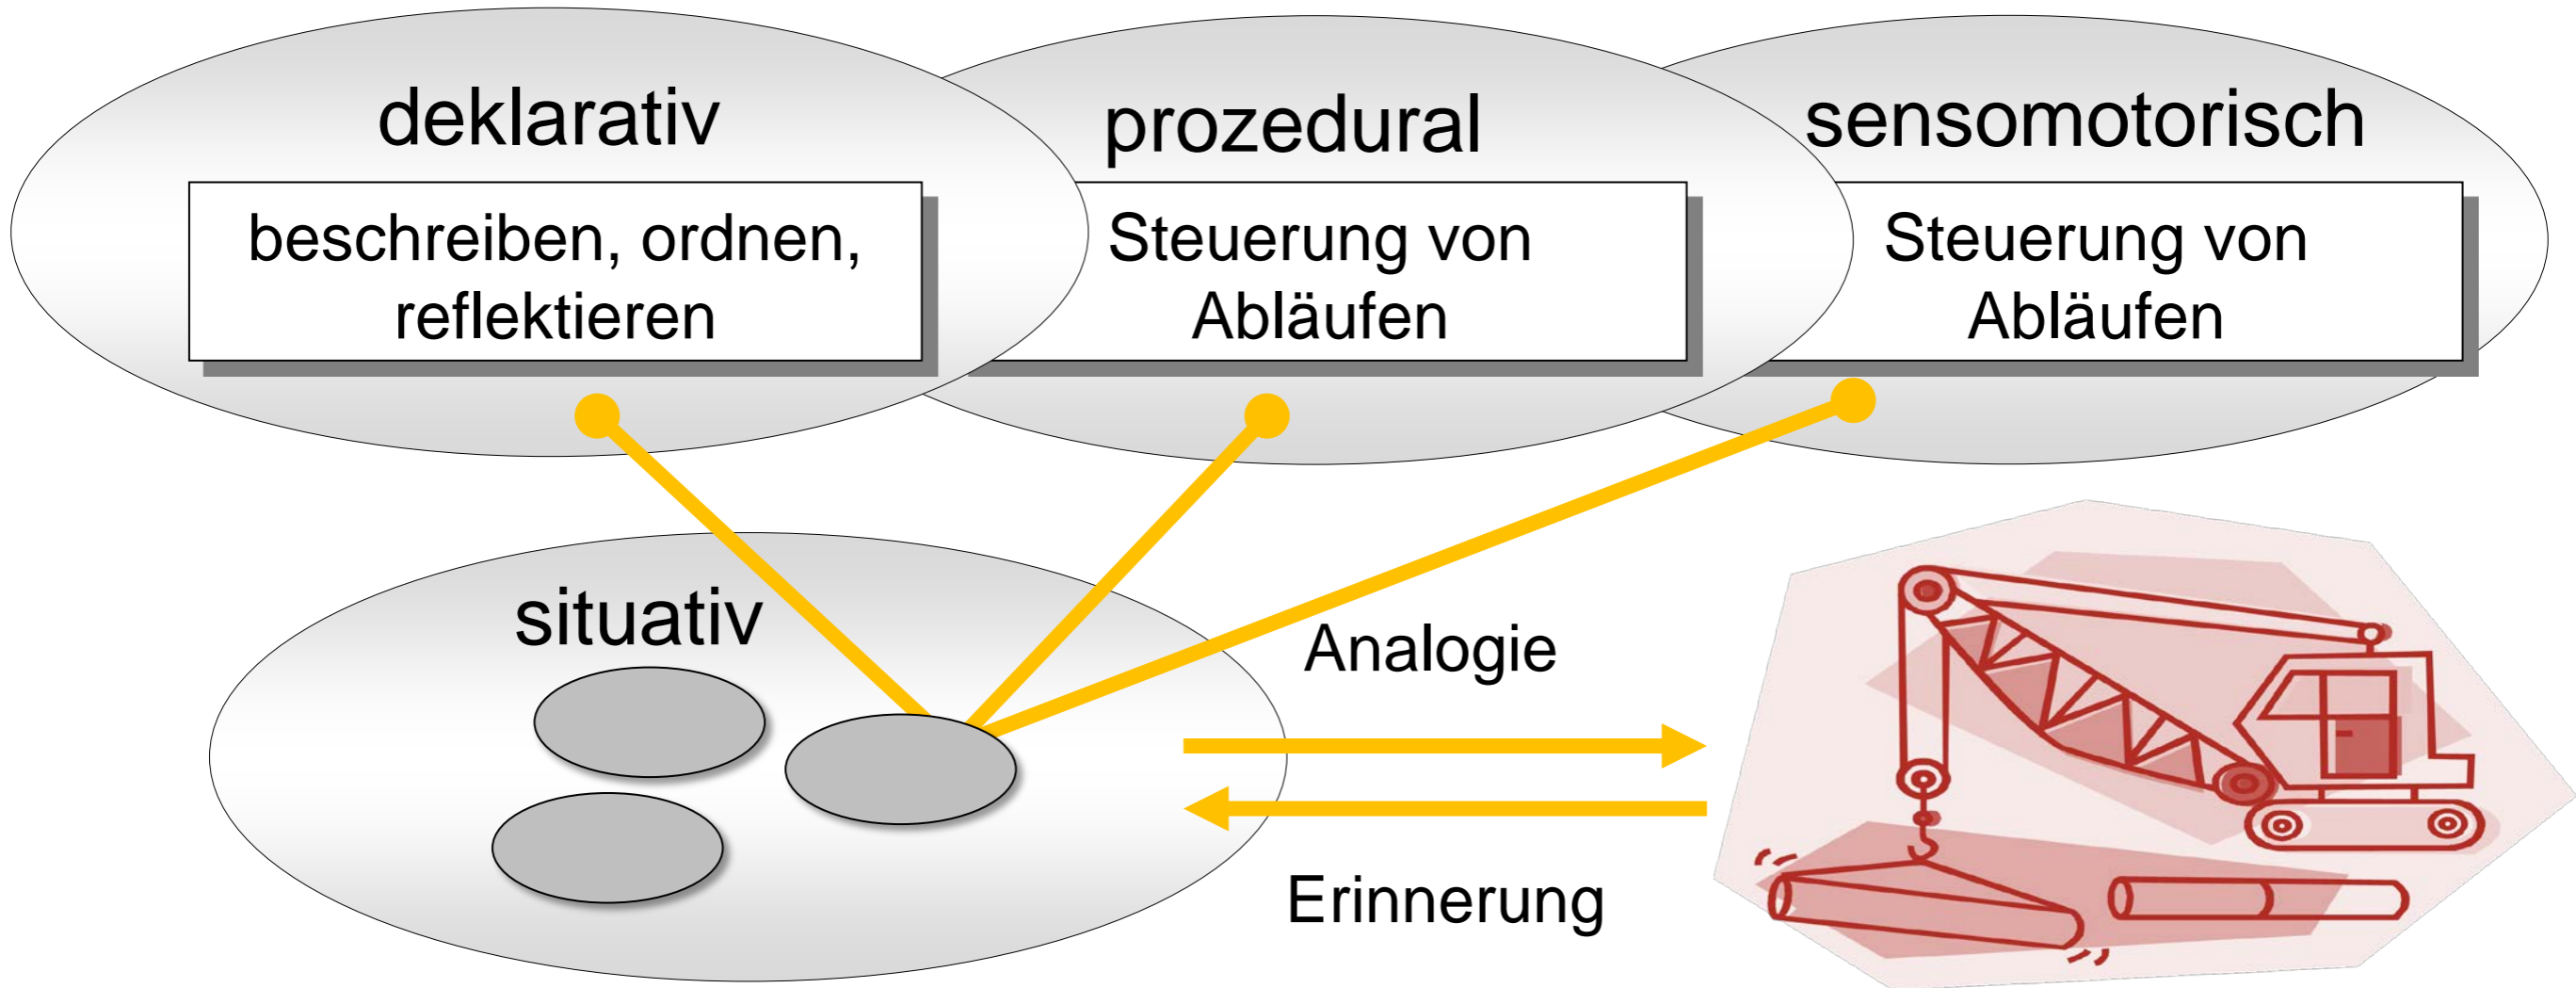 deklarativ
beschreiben, ordnen,
reflektieren
prozedural
Steuerung von
Abläufen
sensomotorisch
Steuerung von
Abläufen
situativ
Analogie
Erinnerung